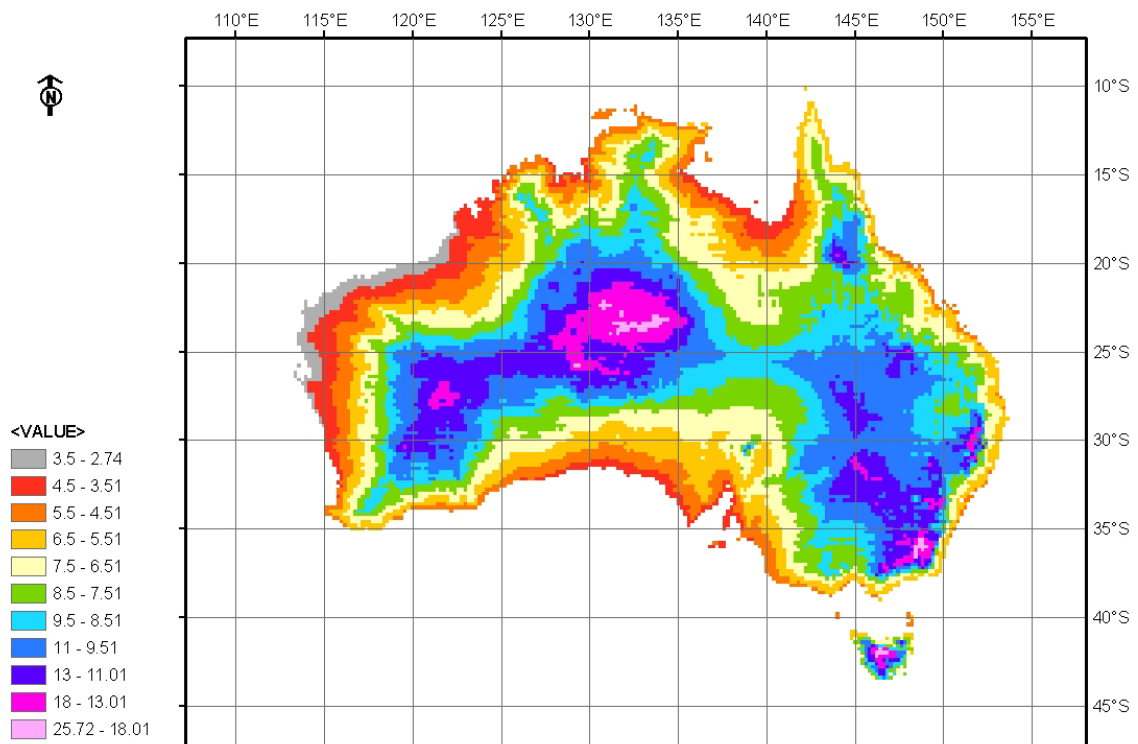 110°E 115°E 120°E 125°E 130°E 135°E 140°E 145°E 150°E 155°E
10°S
N
15°S
20°S
25°S
<VALUE>
30°S
3.5 - 2.74
4.5 - 3.51
5.5 - 4.51
35°S
6.5 - 5.51
7.5 - 6.51
8.5 - 7.51
40°S
9.5 - 8.51
11 - 9.51
13 - 11.01
18 - 13.01
45°S
25.72 - 18.01